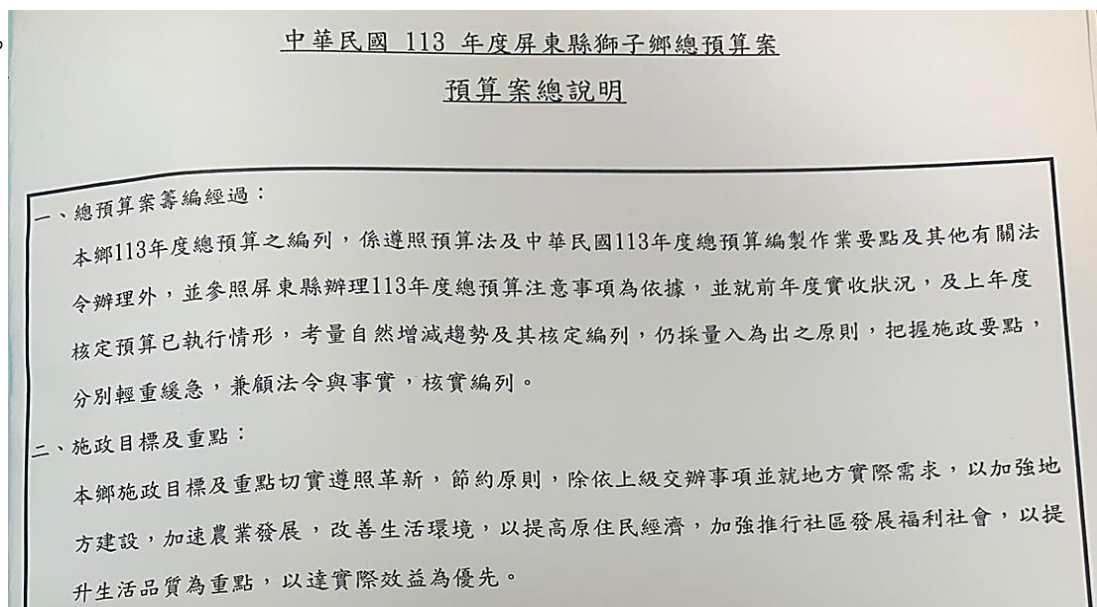 中華民國 113 年度屏東縣獅子鄉總預算案
預算案總說明
一、總預算案籌編經過：
本鄉113年度總預算之編列，係遵照預算法及中華民國113年度總預算編製作業要點及其他有關法
令辦理外，並參照屏東縣辦理113年度總預算注意事項為依據，並就前年度實收狀況，及上年度
核定預算已執行情形，考量自然增減趨勢及其核定編列，仍採量入為出之原則，把握施政要點，
分別輕重緩急，兼顧法令與事實，核實編列。
二、施政目標及重點：
本鄉施政目標及重點切實遵照革新，節約原則，除依上級交辦事項並就地方實際需求，以加強地
方建設，加速農業發展，改善生活環境，以提高原住民經濟，加強推行社區發展福利社會，以提
升生活品質為重點，以達實際效益為優先。